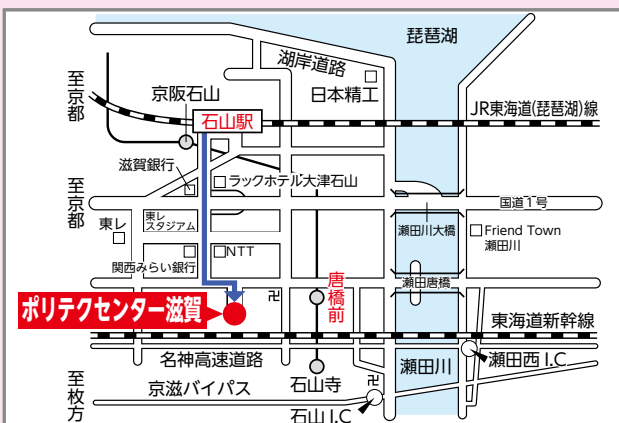 琵琶湖
湖岸道路
至京都
京阪石山
日本精工
石山駅
JR東海道(琵琶湖)線
滋賀銀行
ラックホテル大津石山
至京都
国道1号
東レ
東レ
スタジアム
瀬田川大橋
Friend Town
瀬田川
関西みらい銀行
NTT
瀬田唐橋
唐橋前
卍
ポリテクセンター滋賀
東海道新幹線
名神高速道路
瀬田川
瀬田西 I.C
至枚方
京滋バイパス
石山寺
卍
石山 I.C